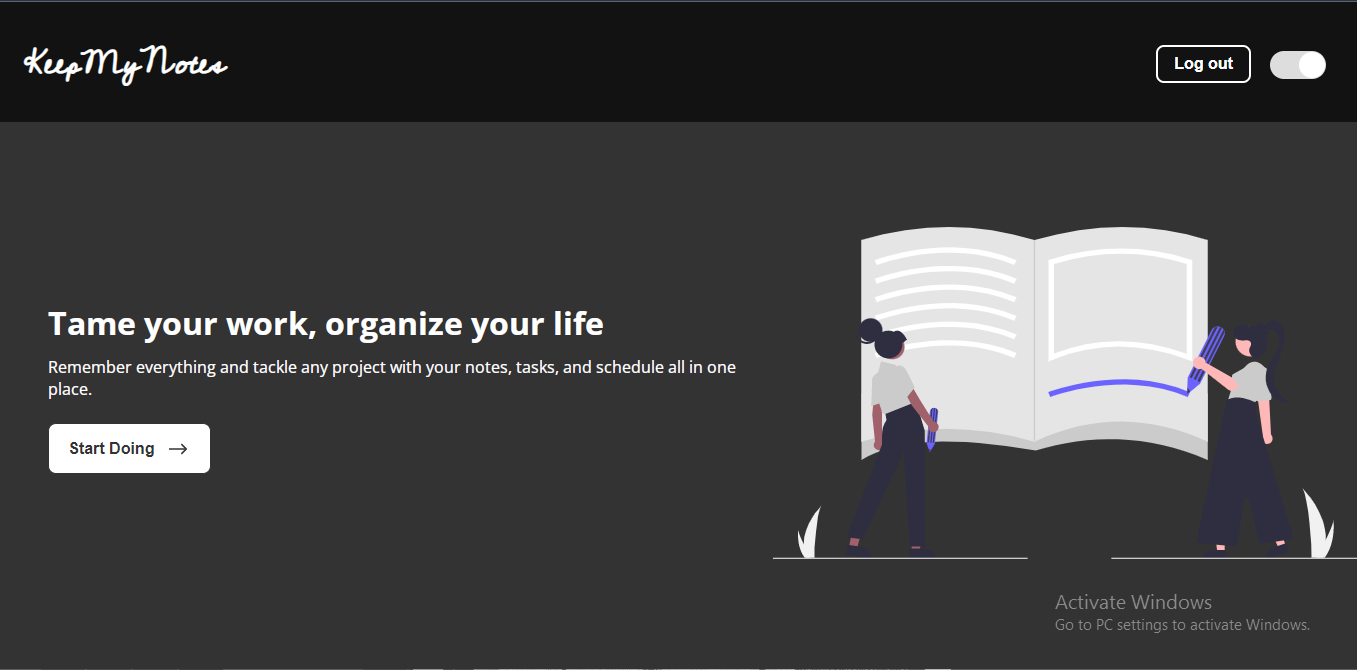 KeepMyNotes
Log out
Tame your work, organize your life
Remember everything and tackle any project with your notes, tasks, and schedule all in one
place.
Start Doing
Activate Windows
Go to PC settings to activate Windows.